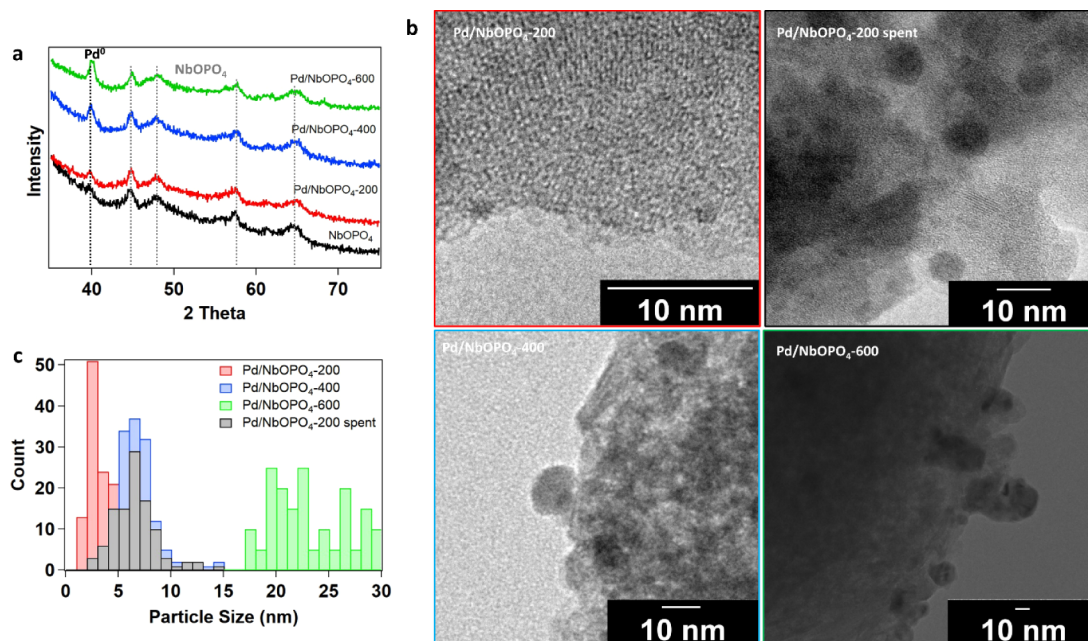 a
Pd⁰
NbOPO₄
Pd/NbOPO₄-600
Pd/NbOPO₄-400
Pd/NbOPO₄-200
NbOPO₄
Intensity
40
50
60
70
2 Theta
b
Pd/NbOPO₄-200
10 nm
Pd/NbOPO₄-200 spent
10 nm
Pd/NbOPO₄-400
10 nm
Pd/NbOPO₄-600
10 nm
c
50
40
30
20
10
0
Count
Pd/NbOPO₄-200
Pd/NbOPO₄-400
Pd/NbOPO₄-600
Pd/NbOPO₄-200 spent
0
5
10
15
20
25
30
Particle Size (nm)